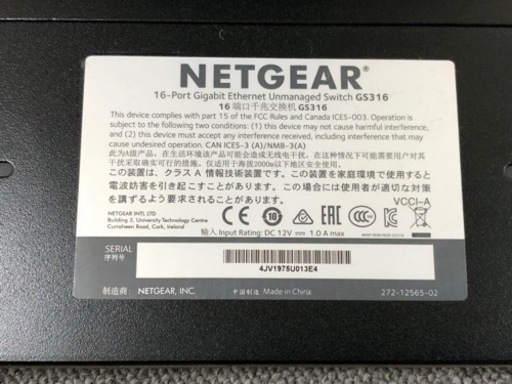 NETGEAR®
16-Port Gigabit Ethernet Unmanaged Switch GS316
16 端口千兆交换机 GS316
This device complies with part 15 of the FCC Rules and Canada ICES-003. Operation is
subject to the following two conditions: (1) this device may not cause harmful interference,
and (2) this device must accept any interference received, including interference that may
cause undesired operation. CAN ICES-3 (A)/NMB-3(A)
此为A级产品, 在生活环境该产品可能会造成无线电干扰, 在这种情况下, 可能需要用户对
干扰采取切实可行的措施。仅适用于海拔2000m以下地区安全使用
この装置は、クラス A 情報技術装置です。この装置を家庭環境で使用すると
電波妨害を引き起こすことがあります。この場合には使用者が適切な対策
を講ずるよう要求されることがあります。
VCCI-A
NETGEAR INTL LTD
Building 3, University Technology Centre
Curraheen Road, Cork, Ireland
CE
10
输入 Input Rating: DC 12V 1.0 A max
SERIAL
序列号
4JV1975U013E4
制造商: NETGEAR, INC.
中国制造 Made in China
272-12565-02